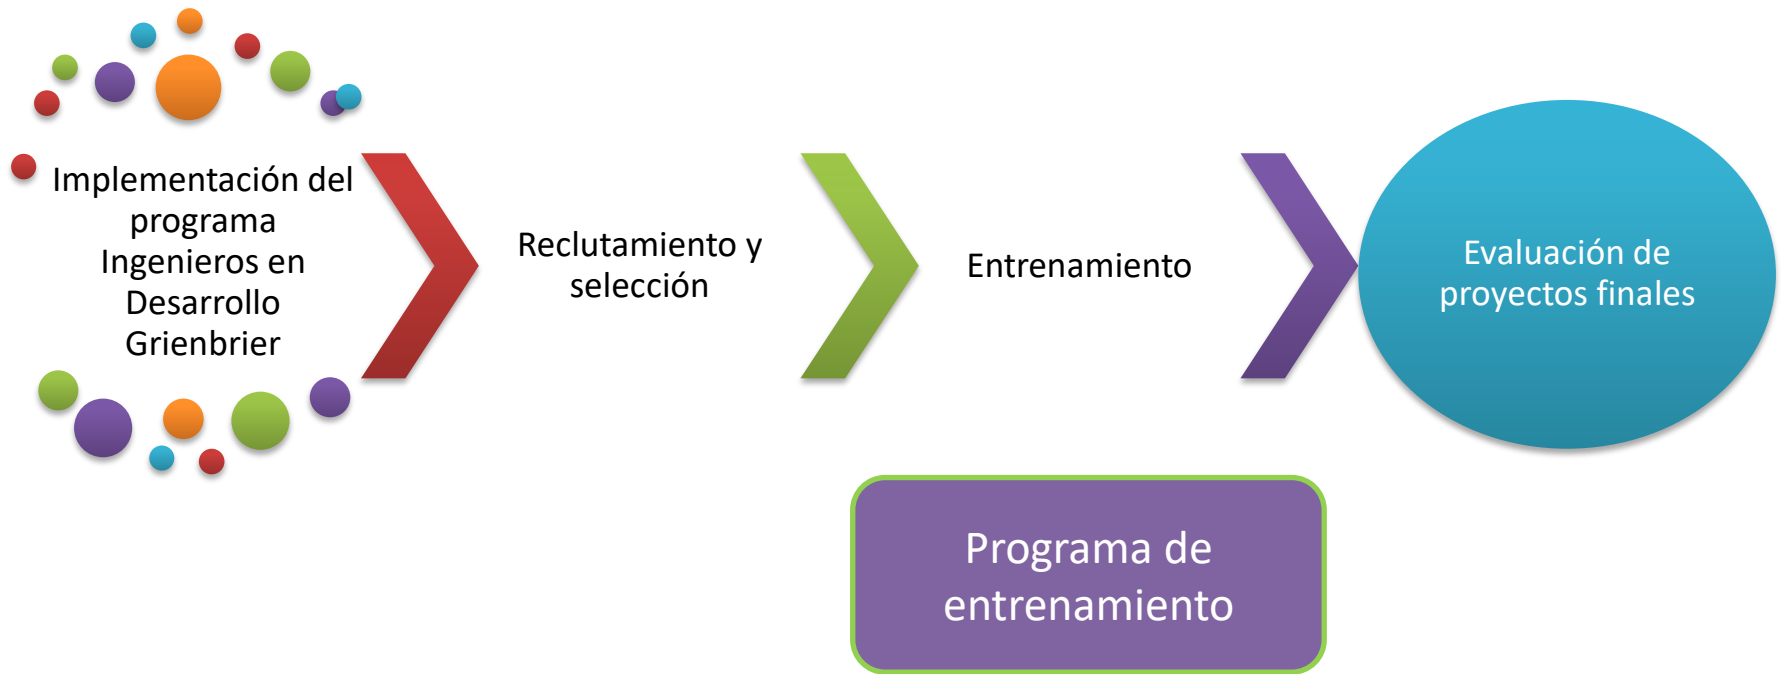 Implementación del
programa
Ingenieros en
Desarrollo
Grienbrier
Reclutamiento y
selección
Entrenamiento
Evaluación de
proyectos finales
Programa de
entrenamiento